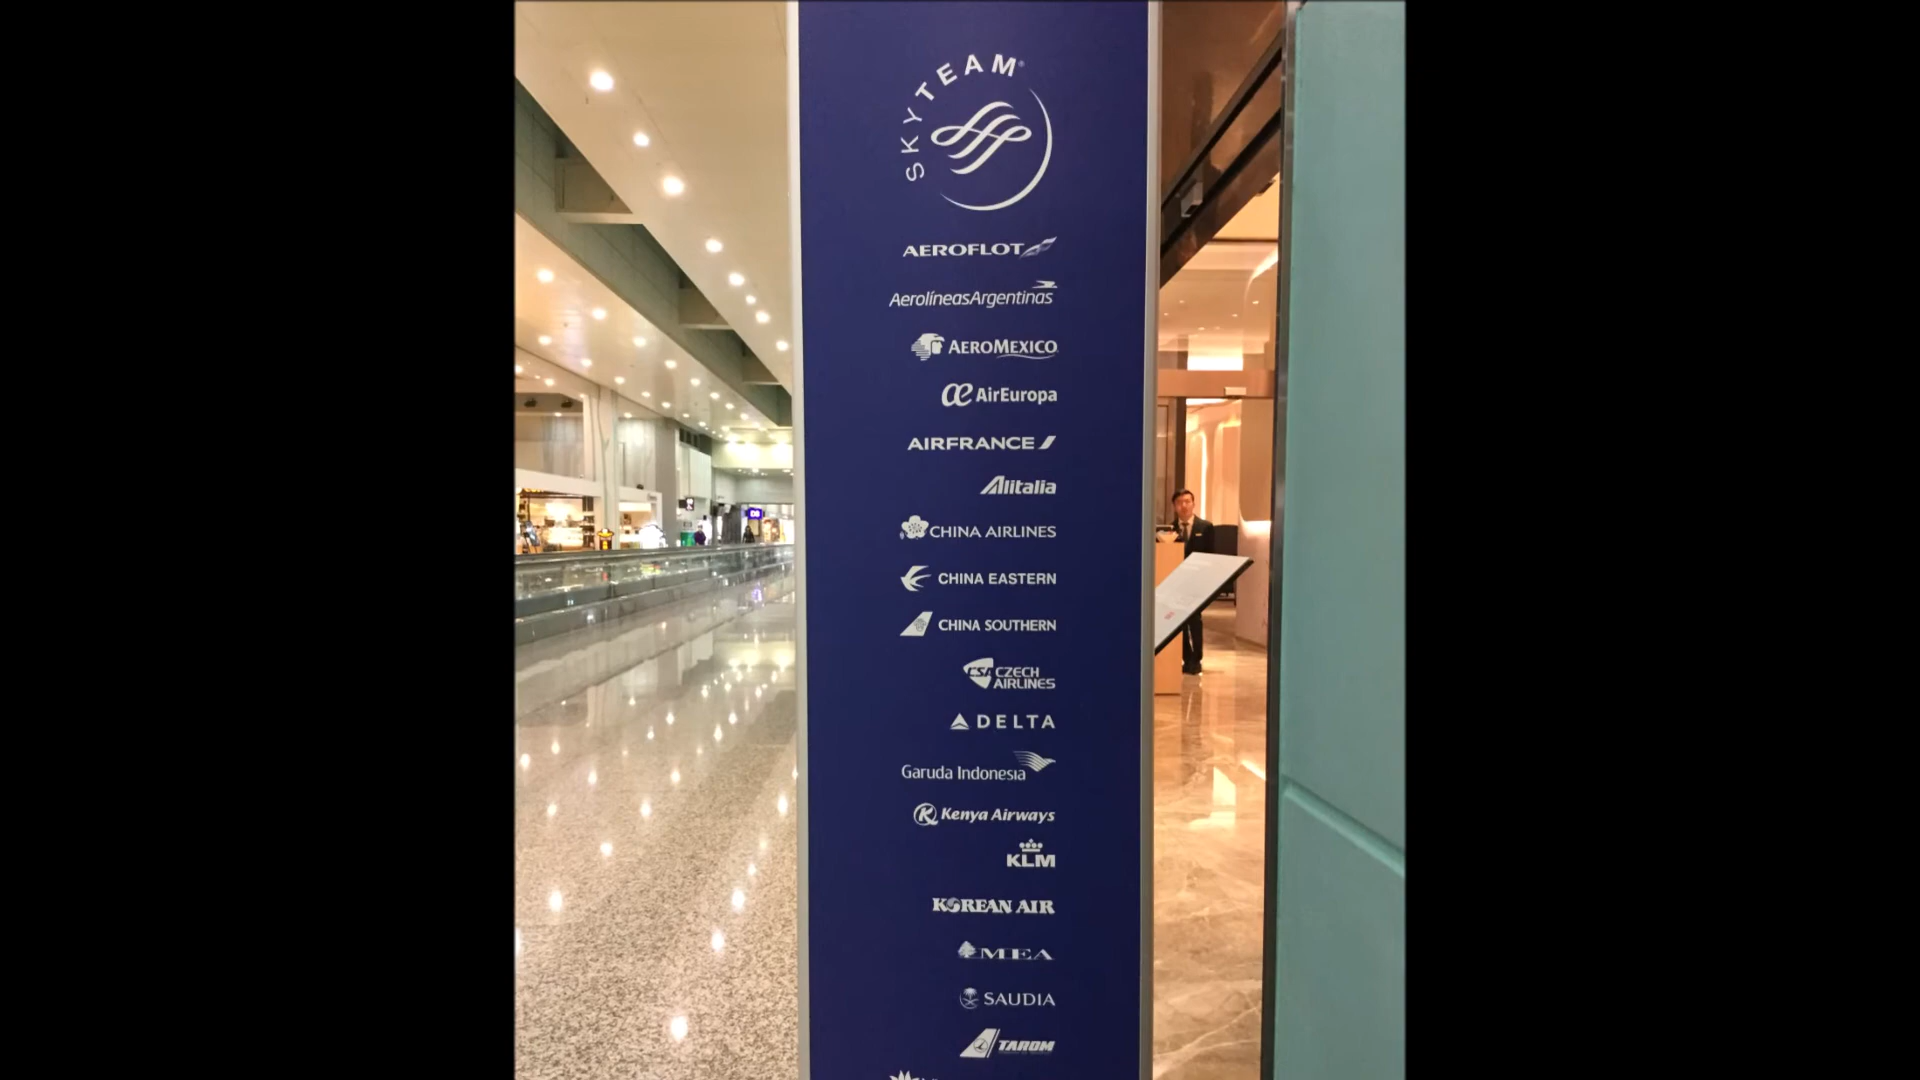 SKYTEAM
AEROFLOT
AerolíneasArgentinas
AEROMEXICO
AirEuropa
AIRFRANCE
Alitalia
CHINA AIRLINES
CHINA EASTERN
CHINA SOUTHERN
CSA CZECH
AIRLINES
DELTA
Garuda Indonesia
Kenya Airways
KLM
KOREAN AIR
MEA
SAUDIA
TAROM